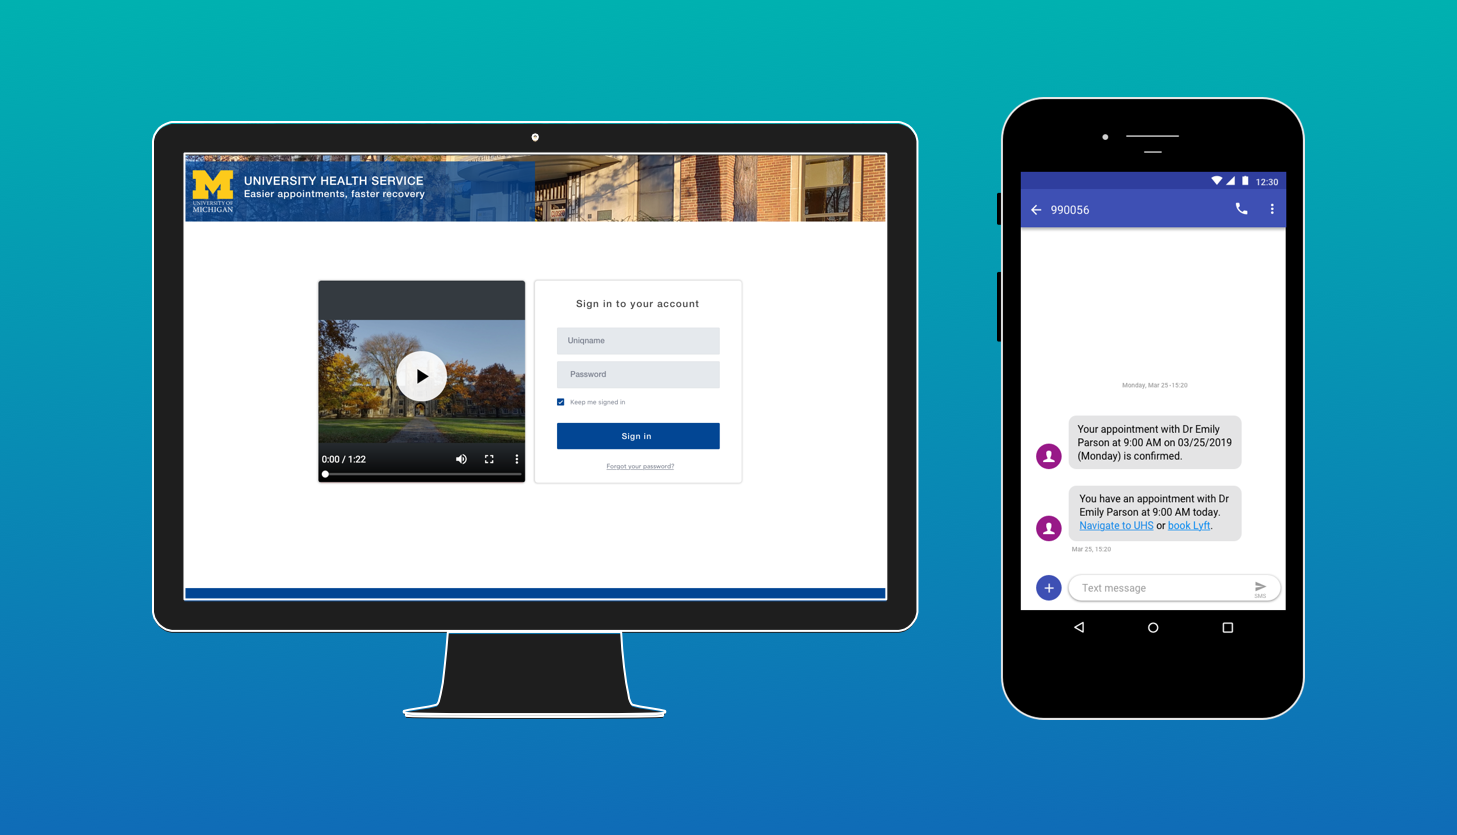 UNIVERSITY HEALTH SERVICE
Easier appointments, faster recovery
M
UNIVERSITY OF
MICHIGAN
0:00 / 1:22
Sign in to your account
Uniqname
Password
Keep me signed in
Sign in
Forgot your password?
12:30
990056
Monday, Mar 25-15:20
Your appointment with Dr Emily
Parson at 9:00 AM on 03/25/2019
(Monday) is confirmed.
You have an appointment with Dr
Emily Parson at 9:00 AM today.
Navigate to UHS or book Lyft.
Mar 25, 15:20
Text message
SMS